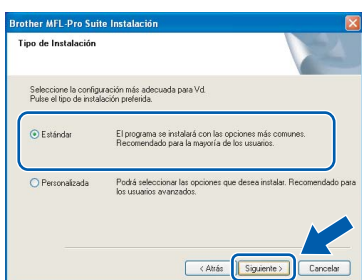 Brother MFL-Pro Suite Instalación
Tipo de Instalación
Seleccione la configuración más adecuada para Vd.
Pulse el tipo de instalación preferida.
Estándar
El programa se instalará con las opciones más comunes.
Recomendado para la mayoría de los usuarios.
Personalizada
Podrá seleccionar las opciones que desea instalar. Recomendado para
los usuarios avanzados.
< Atrás Siguiente > Cancelar